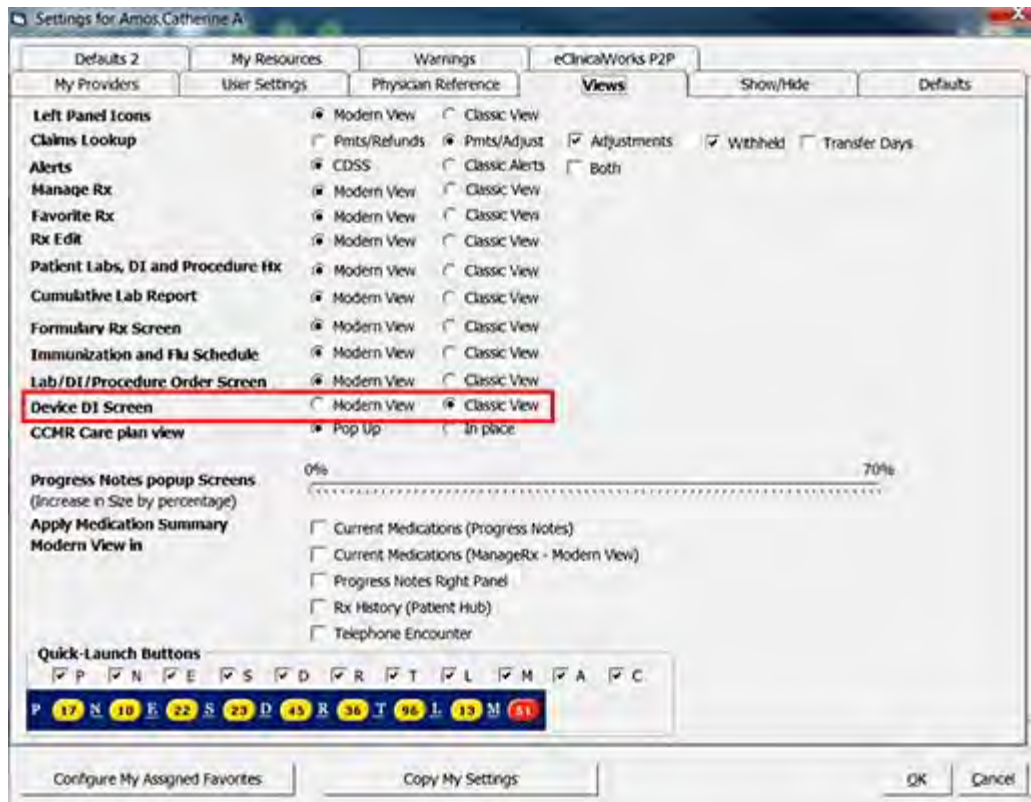 Settings for Amos,Catherine A
Defaults 2 My Resources Warnings eClinicalWorks P2P
My Providers User Settings Physician Reference Views Show/Hide Defaults
Left Panel Icons Modern View Classic View
Claims Lookup Pmts/Refunds Pmts/Adjust Adjustments Withheld Transfer Days
Alerts CDSS Classic Alerts Both
Manage Rx Modern View Classic View
Favorite Rx Modern View Classic View
Rx Edit Modern View Classic View
Patient Labs, DI and Procedure Hx Modern View Classic View
Cumulative Lab Report Modern View Classic View
Formulary Rx Screen Modern View Classic View
Immunization and Flu Schedule Modern View Classic View
Lab/DI/Procedure Order Screen Modern View Classic View
Device DI Screen Modern View Classic View
CCMR Care plan view Pop Up In place
0% 70%
Progress Notes popup Screens
(Increase in Size by percentage)
Apply Medication Summary
Modern View in
Current Medications (Progress Notes)
Current Medications (ManageRx - Modern View)
Progress Notes Right Panel
Rx History (Patient Hub)
Telephone Encounter
Quick-Launch Buttons
P N E S D R T L M A C
P 17 N 10 E 22 S 23 D 45 R 36 T 96 L 13 M 51
Configure My Assigned Favorites Copy My Settings OK Cancel